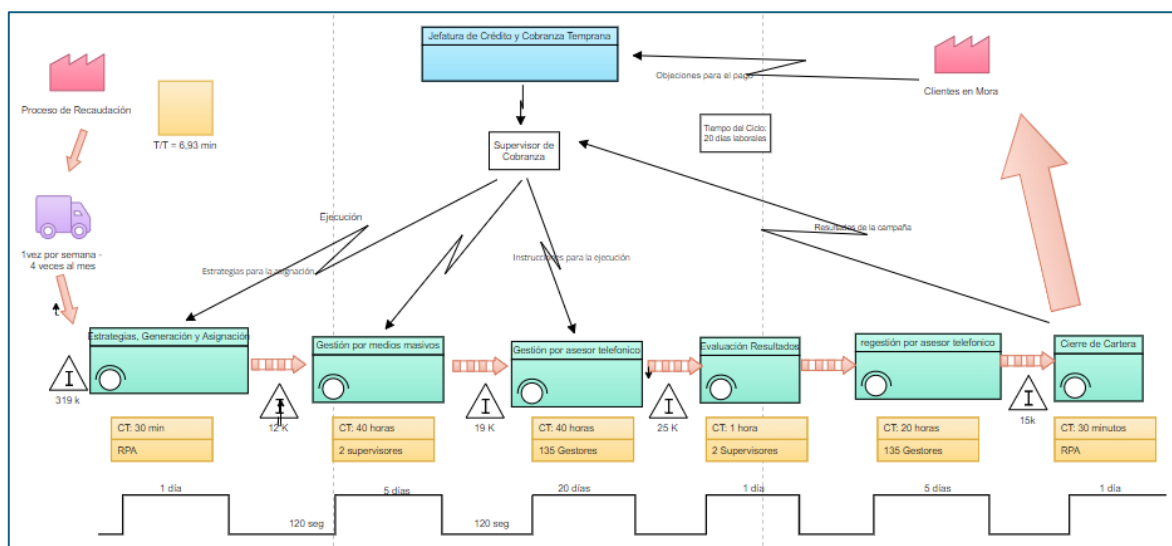 Jefatura de Crédito y Cobranza Temprana
Objeciones para el pago
Clientes en Mora
Proceso de Recaudación
T/T = 6,93 min
Tiempo del Ciclo:
20 días laborales
Supervisor de
Cobranza
1vez por semana -
4 veces al mes
Ejecución
Estrategias para la asignación
Instrucciones para la ejecución
Resultados de la campaña
Estrategias, Generación y Asignación
Gestión por medios masivos
Gestión por asesor telefonico
Evaluación Resultados
regestión por asesor telefonico
Cierre de Cartera
I
I
I
I
I
319 k
12 K
19 K
25 K
15k
CT: 30 min
RPA
CT: 40 horas
2 supervisores
CT: 40 horas
135 Gestores
CT: 1 hora
2 Supervisores
CT: 20 horas
135 Gestores
CT: 30 minutos
RPA
1 día
5 días
20 días
1 día
5 días
1 día
120 seg
120 seg